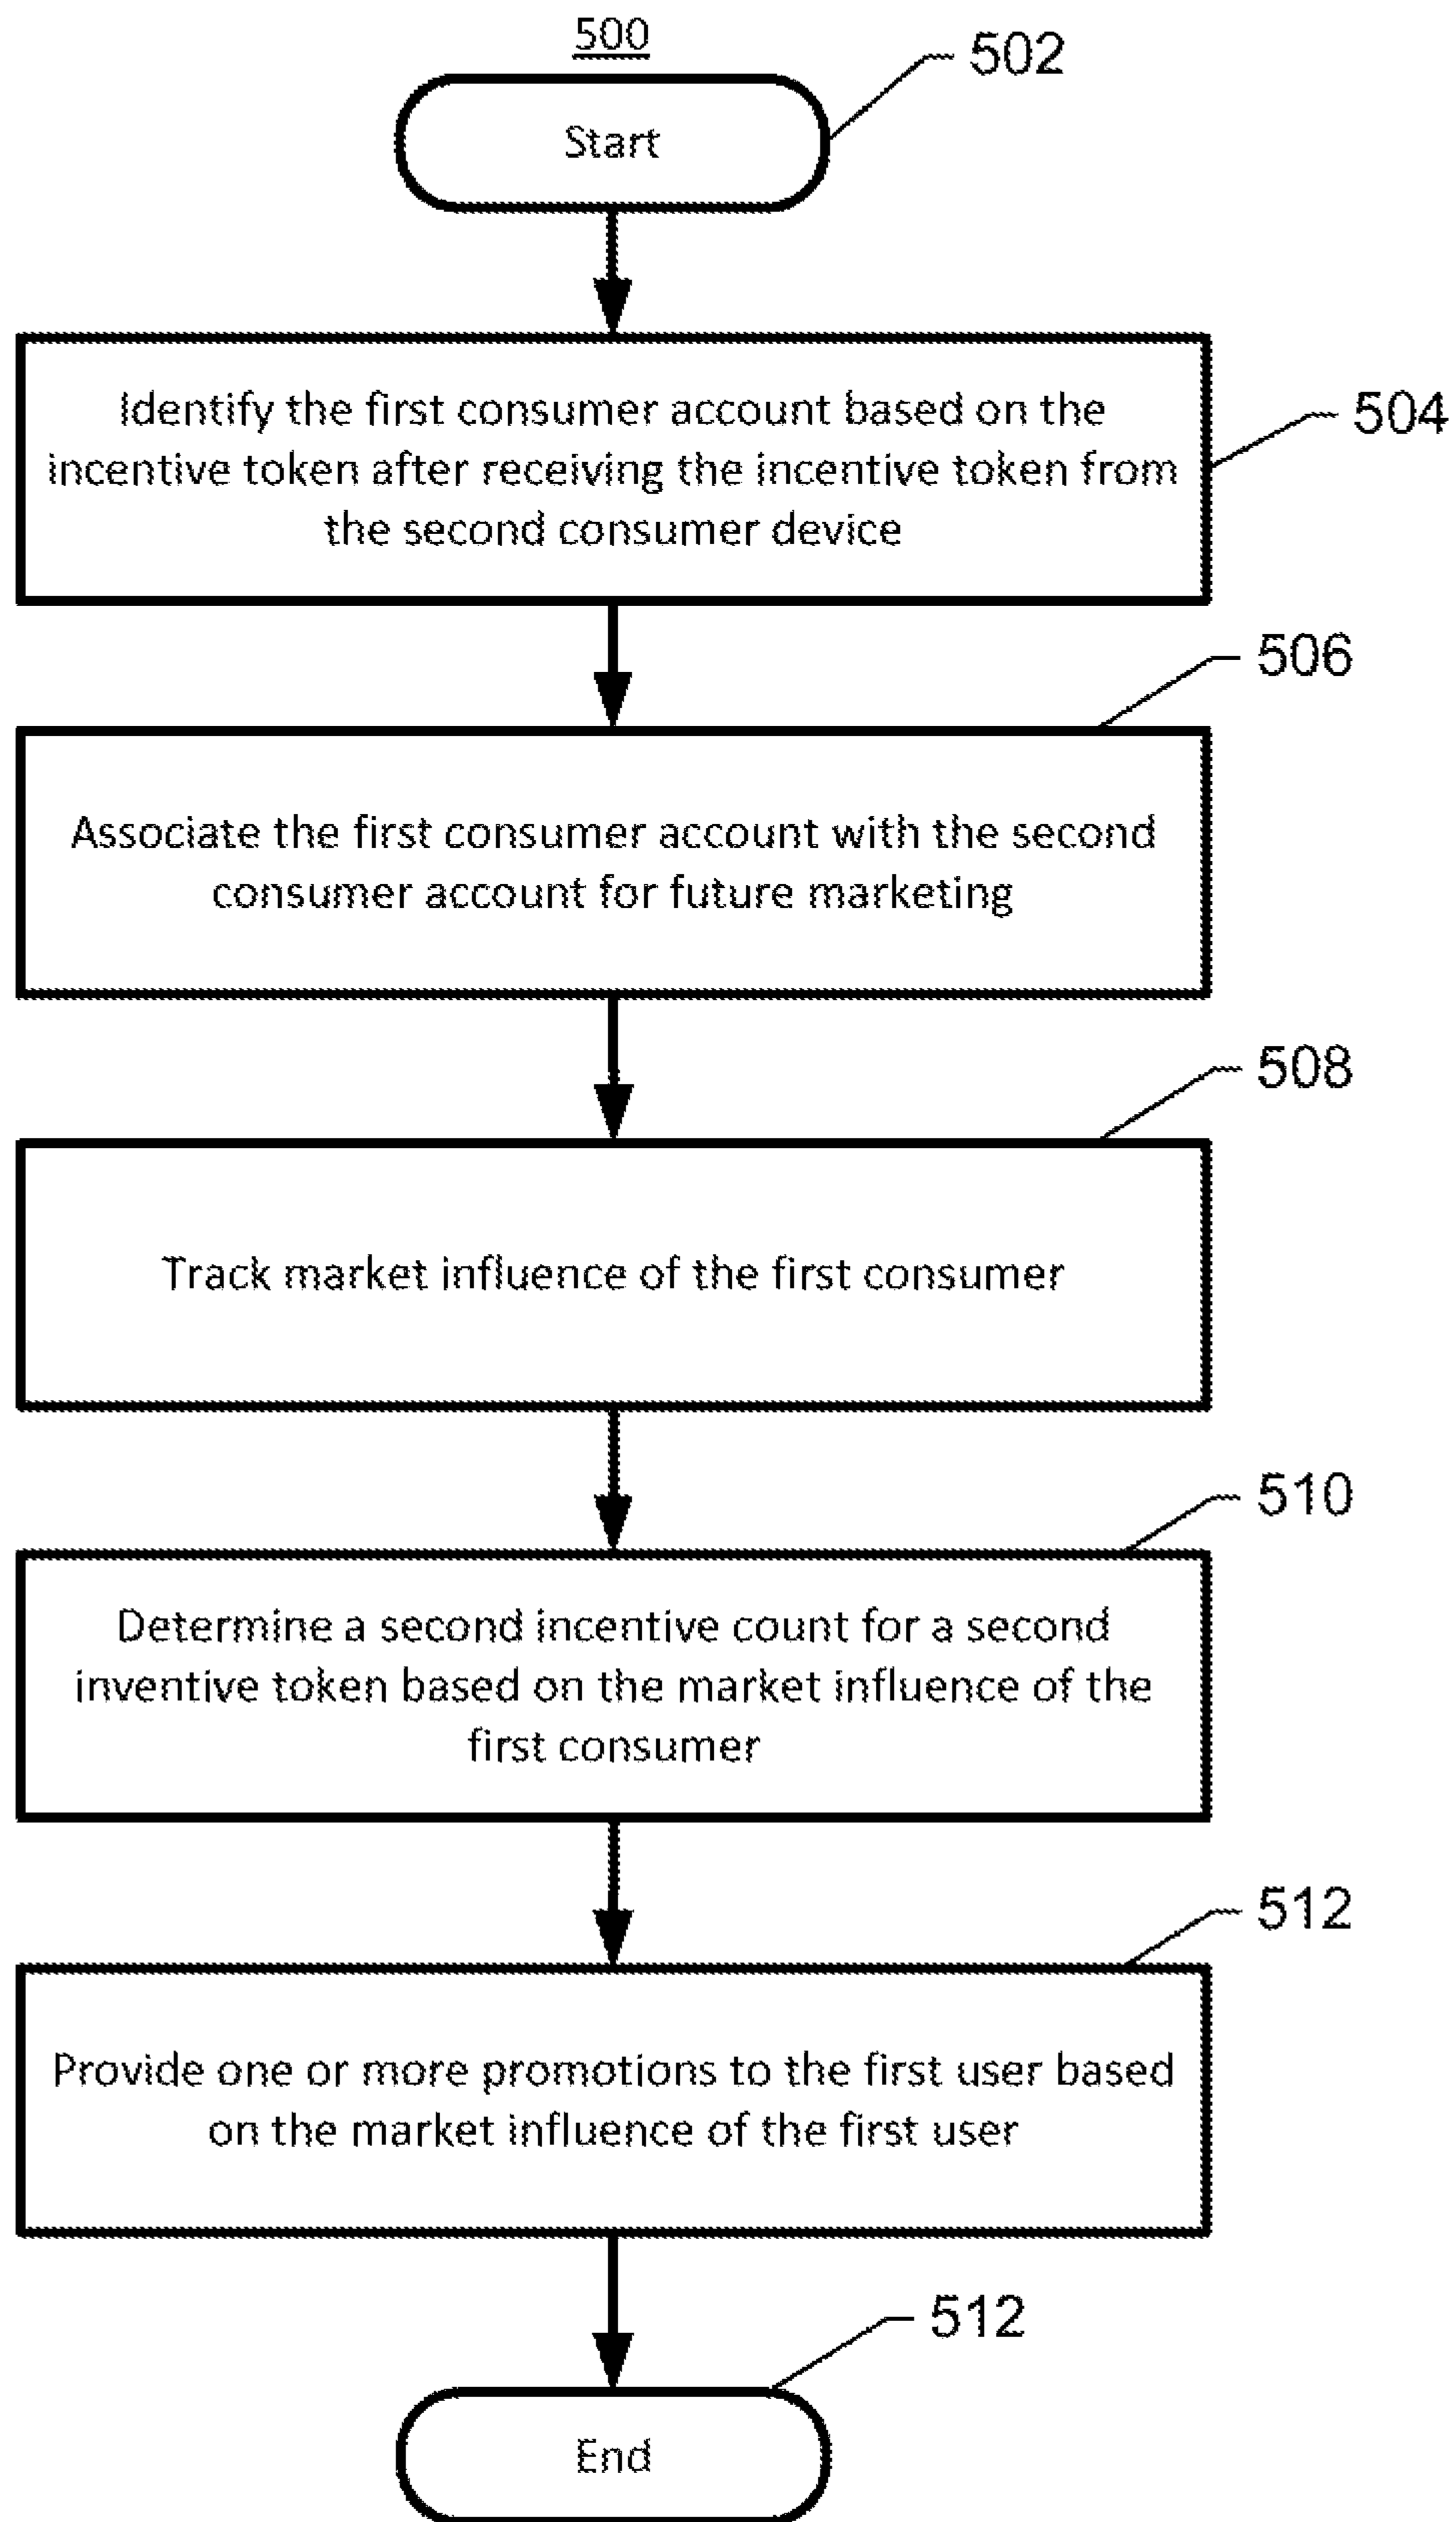 500
502
Start
Identify the first consumer account based on the
incentive token after receiving the incentive token from
the second consumer device
504
506
Associate the first consumer account with the second
consumer account for future marketing
508
Track market influence of the first consumer
510
Determine a second incentive count for a second
inventive token based on the market influence of the
first consumer
512
Provide one or more promotions to the first user based
on the market influence of the first user
512
End